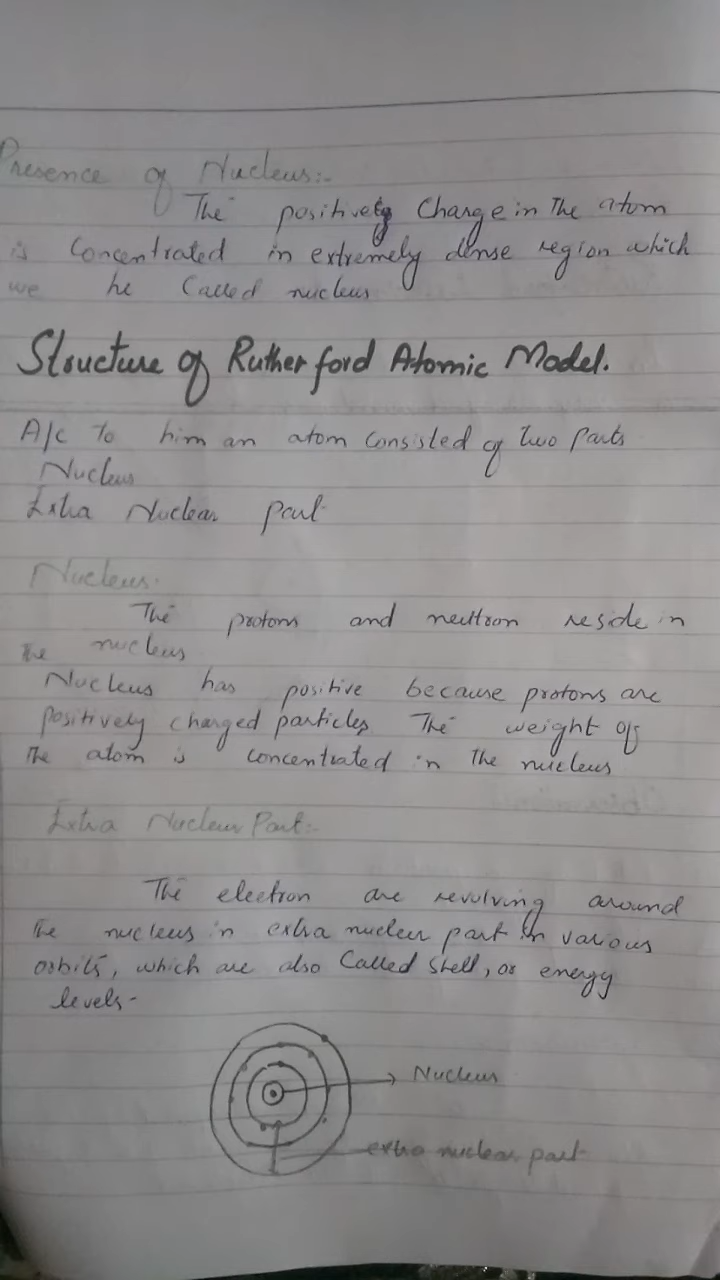 Presence of Nucleus:-
The positively Charge in The atom
is Concentrated in extremely dense region which
we he Called nucleus
Structure of Rutherford Atomic Model.
A/c To him an atom Consisted of Two Parts
Nucleus
Extra Nuclear part
Nucleus.
The protons and neutron reside in
The nucleus
Nucleus has positive because protons are
positively charged particles The weight of
The atom is concentrated in The nucleus
Extra Nuclear Part:-
The electron are revolving around
The nucleus in extra nuclear part in various
orbits, which are also Called shell, or energy
levels-
Nucleus
extra nuclear part